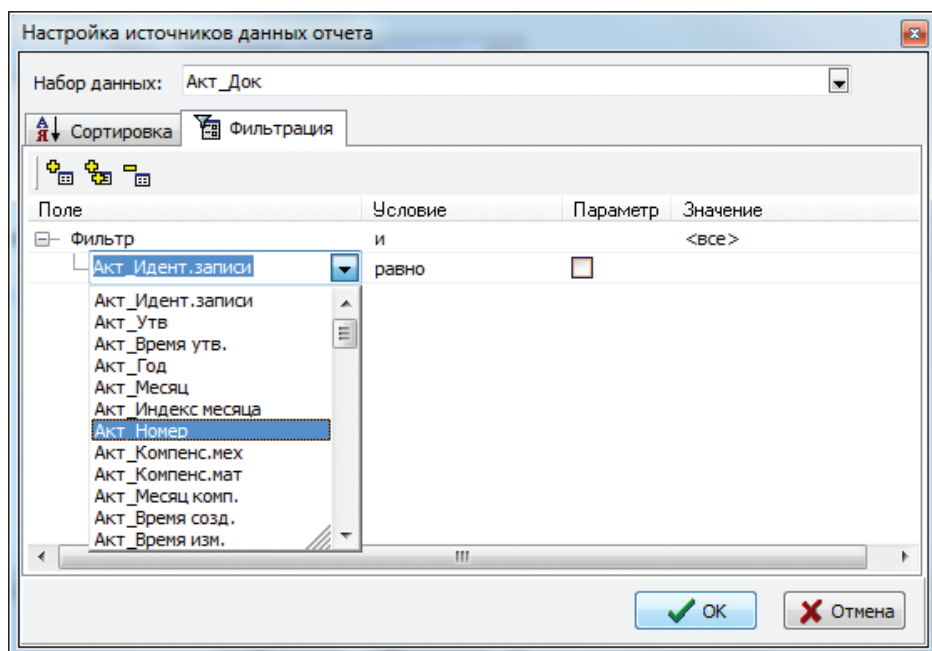 Настройка источников данных отчета
Набор данных: Акт_Док
А Я Сортировка Фильтрация
Поле Условие Параметр Значение
Фильтр и <все>
Акт_Идент.записи равно
Акт_Идент.записи
Акт_Утв
Акт_Время утв.
Акт_Год
Акт_Месяц
Акт_Индекс месяца
Акт_Номер
Акт_Компенс.мех
Акт_Компенс.мат
Акт_Месяц комп.
Акт_Время созд.
Акт_Время изм.
ОК Отмена